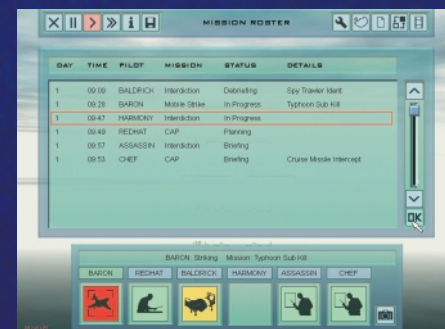 MISSION ROSTER
DAY TIME PILOT MISSION STATUS DETAILS
1 09:09 BALDRICK Interdiction Debriefing Spy Trawler Ident
1 09:28 BARON Mobile Strike In Progress Typhoon Sub Kill
1 09:47 HARMONY Interdiction In Progress
1 09:49 REDHAT CAP Planning
1 09:57 ASSASSIN Interdiction Briefing
1 09:53 CHEF CAP Briefing Cruise Missile Intercept
OK
BARON: Striking Mission: Typhoon Sub Kill
BARON REDHAT BALDRICK HARMONY ASSASSIN CHEF